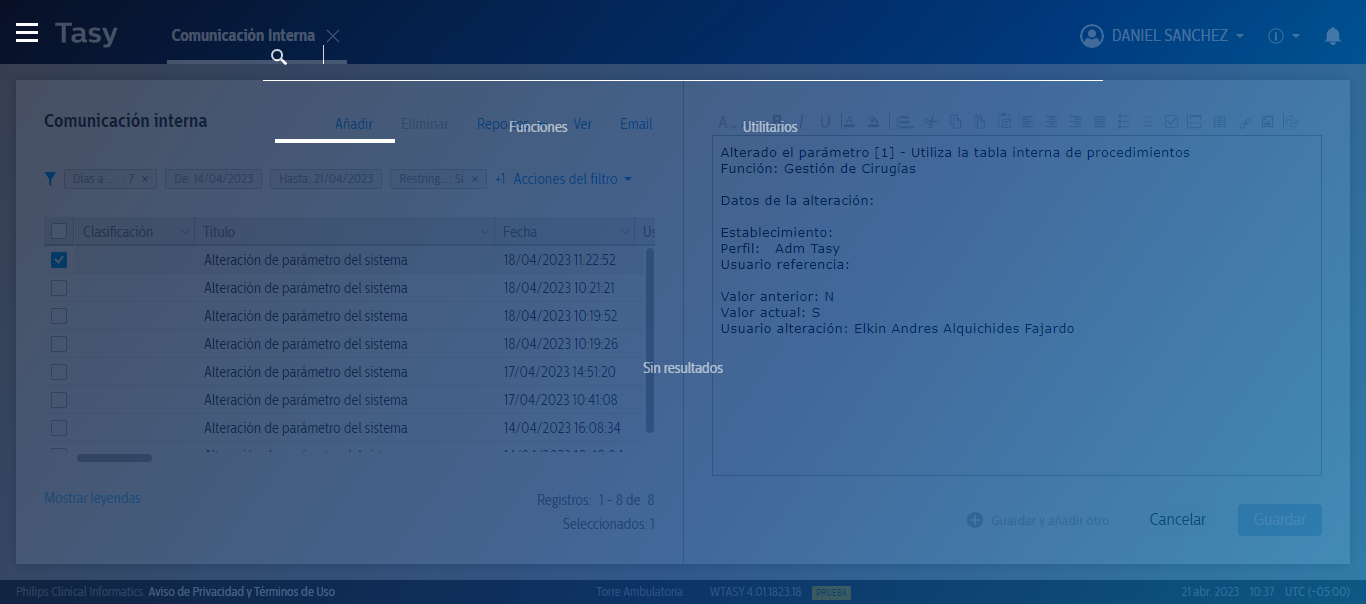 Tasy
Comunicación Interna
DANIEL SANCHEZ
Comunicación interna
Añadir Eliminar Ver Email
Funciones
Utilitarios
Días a ... : 7 × De: 14/04/2023 Hasta: 21/04/2023 Restring... : Sí × +1 Acciones del filtro
Clasificación Título Fecha Us
Alteración de parámetro del sistema 18/04/2023 11:22:52
Alteración de parámetro del sistema 18/04/2023 10:21:21
Alteración de parámetro del sistema 18/04/2023 10:19:52
Alteración de parámetro del sistema 18/04/2023 10:19:26
Alteración de parámetro del sistema 17/04/2023 14:51:20
Alteración de parámetro del sistema 17/04/2023 10:41:08
Alteración de parámetro del sistema 14/04/2023 16:08:34
Mostrar leyendas
Registros: 1 - 8 de 8
Seleccionados: 1
Sin resultados
Alterado el parámetro [1] - Utiliza la tabla interna de procedimientos
Función: Gestión de Cirugías
Datos de la alteración:
Establecimiento:
Perfil: Adm Tasy
Usuario referencia:
Valor anterior: N
Valor actual: S
Usuario alteración: Elkin Andres Alquichides Fajardo
Guardar y añadir otro Cancelar Guardar
Philips Clinical Informatics Aviso de Privacidad y Términos de Uso Torre Ambulatoria WTASY 4.01.1823.18 PRUEBA 21 abr. 2023 10:37 UTC (-05:00)